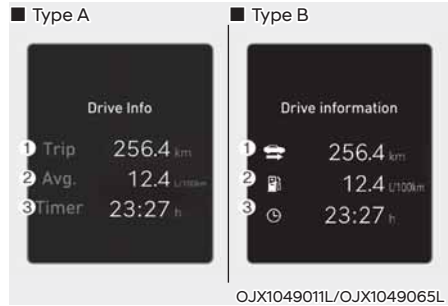 ■ Type A
Drive Info
1 Trip 256.4 km
2 Avg. 12.4 L/100km
3 Timer 23:27 h
■ Type B
Drive information
1 256.4 km
2 12.4 L/100km
3 23:27 h
OJX1049011L/OJX1049065L